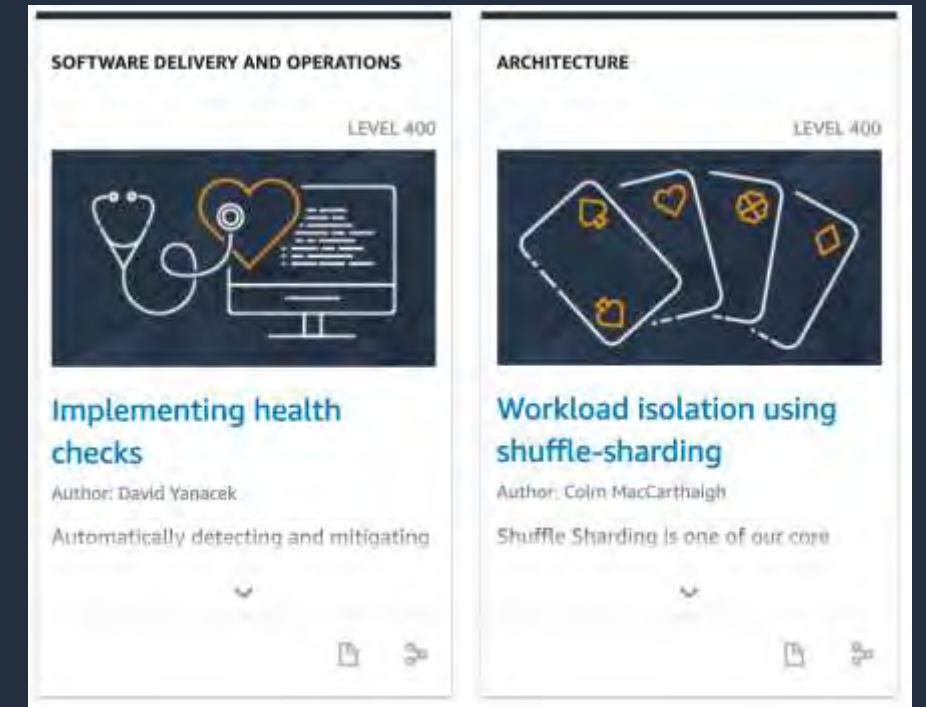 SOFTWARE DELIVERY AND OPERATIONS
LEVEL 400
Implementing health
checks
Author: David Yanacek
Automatically detecting and mitigating
ARCHITECTURE
LEVEL 400
Workload isolation using
shuffle-sharding
Author: Colm MacCarthaigh
Shuffle Sharding is one of our core